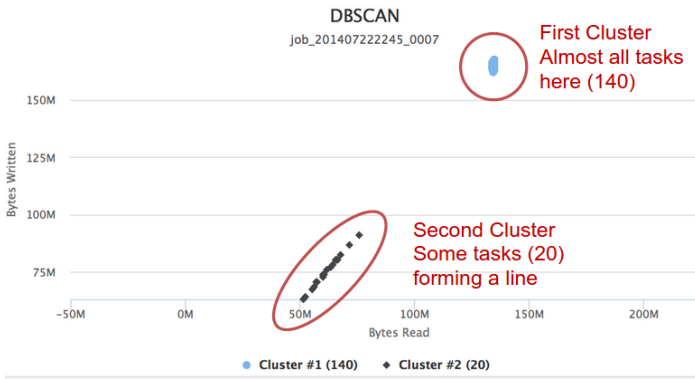 DBSCAN
job_201407222245_0007
First Cluster
Almost all tasks
here (140)
150M
125M
100M
75M
Bytes Written
Second Cluster
Some tasks (20)
forming a line
-50M 0M 50M 100M 150M 200M
Bytes Read
Cluster #1 (140) Cluster #2 (20)